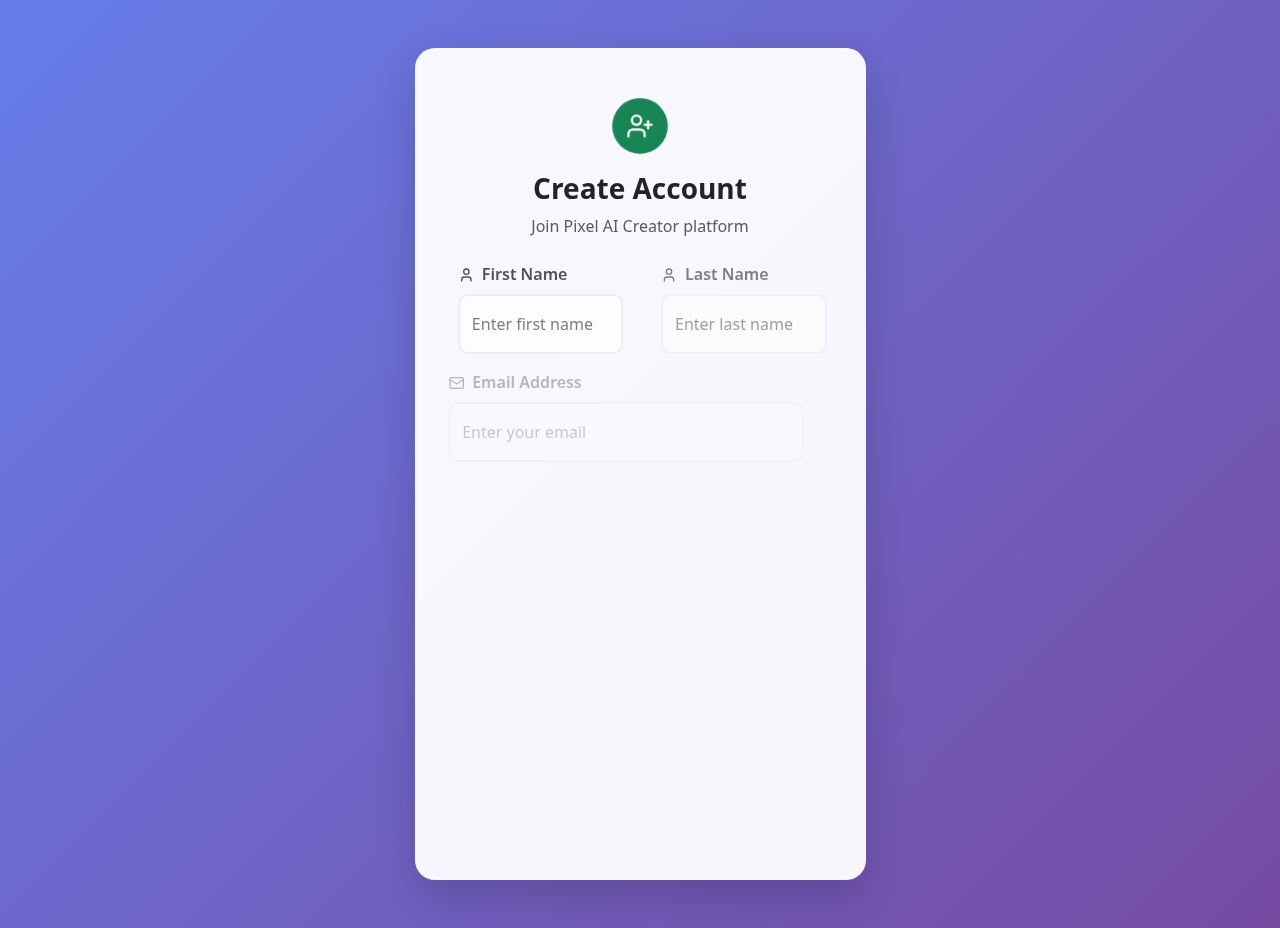 Create Account
Join Pixel AI Creator platform
First Name
Last Name
Enter first name
Enter last name
Email Address
Enter your email